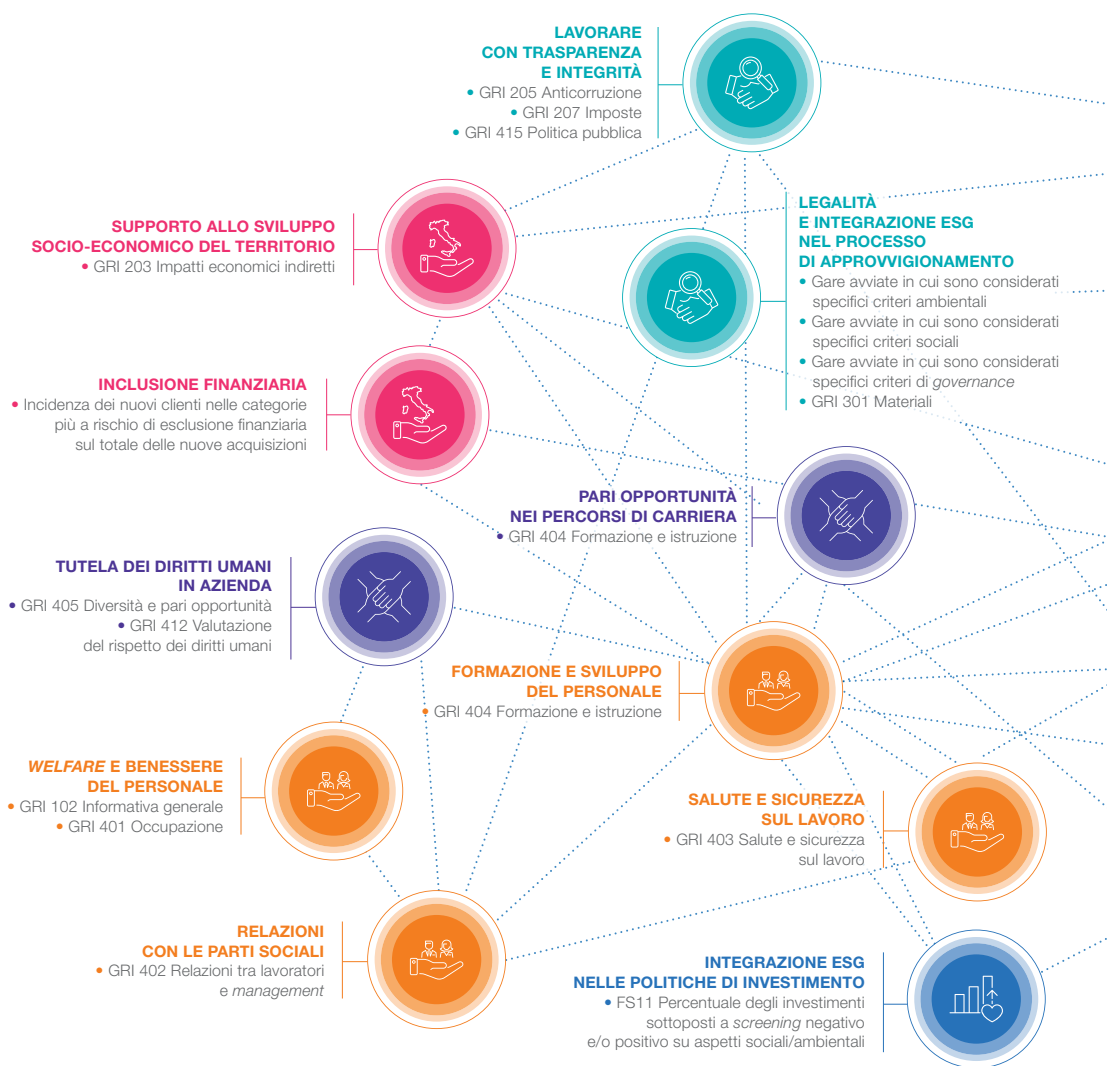 LAVORARE
CON TRASPARENZA
E INTEGRITÀ
• GRI 205 Anticorruzione
• GRI 207 Imposte
• GRI 415 Politica pubblica
SUPPORTO ALLO SVILUPPO
SOCIO-ECONOMICO DEL TERRITORIO
• GRI 203 Impatti economici indiretti
LEGALITÀ
E INTEGRAZIONE ESG
NEL PROCESSO
DI APPROVVIGIONAMENTO
• Gare avviate in cui sono considerati
specifici criteri ambientali
• Gare avviate in cui sono considerati
specifici criteri sociali
• Gare avviate in cui sono considerati
specifici criteri di governance
• GRI 301 Materiali
INCLUSIONE FINANZIARIA
• Incidenza dei nuovi clienti nelle categorie
più a rischio di esclusione finanziaria
sul totale delle nuove acquisizioni
PARI OPPORTUNITÀ
NEI PERCORSI DI CARRIERA
• GRI 404 Formazione e istruzione
TUTELA DEI DIRITTI UMANI
IN AZIENDA
• GRI 405 Diversità e pari opportunità
• GRI 412 Valutazione
del rispetto dei diritti umani
FORMAZIONE E SVILUPPO
DEL PERSONALE
• GRI 404 Formazione e istruzione
WELFARE E BENESSERE
DEL PERSONALE
• GRI 102 Informativa generale
• GRI 401 Occupazione
SALUTE E SICUREZZA
SUL LAVORO
• GRI 403 Salute e sicurezza
sul lavoro
RELAZIONI
CON LE PARTI SOCIALI
• GRI 402 Relazioni tra lavoratori
e management
INTEGRAZIONE ESG
NELLE POLITICHE DI INVESTIMENTO
• FS11 Percentuale degli investimenti
sottoposti a screening negativo
e/o positivo su aspetti sociali/ambientali